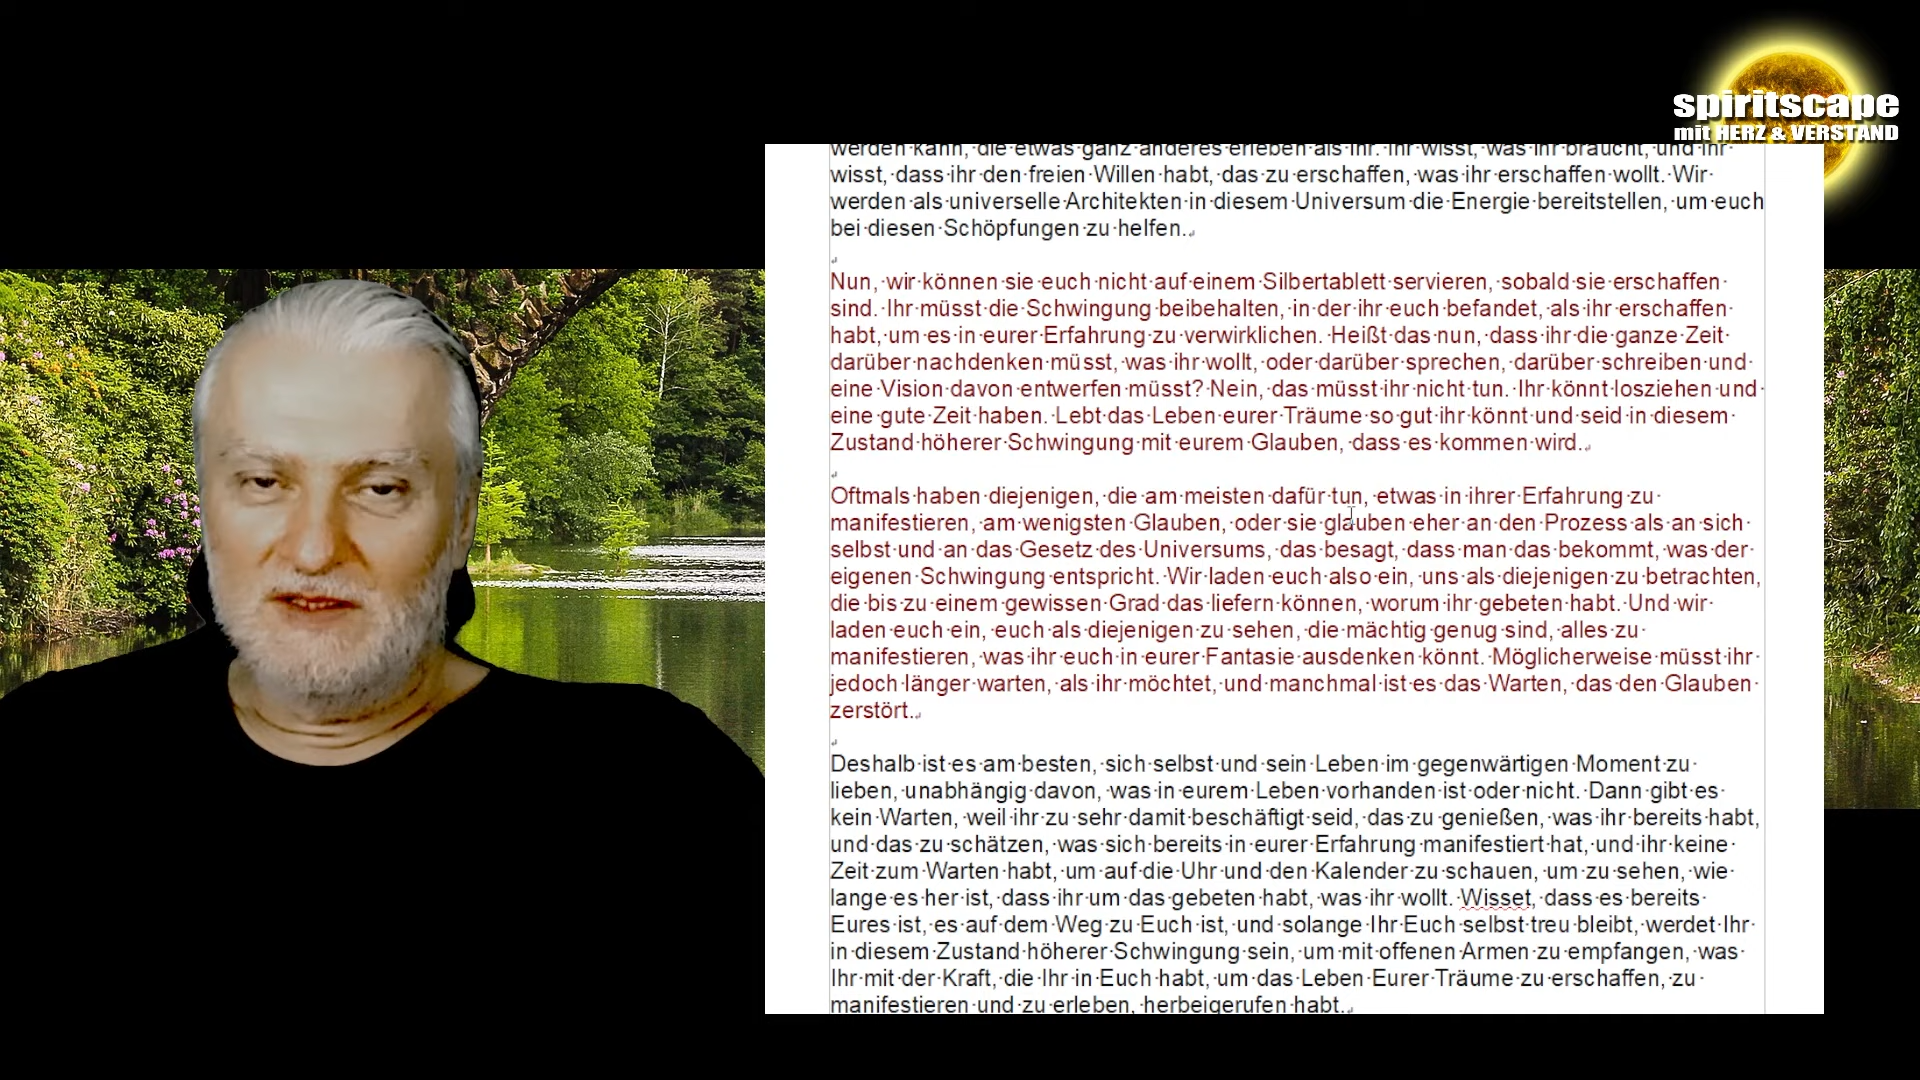 spiritscape
mit HERZ & VERSTAND
werden kann, die etwas ganz anderes erleben als ihr. Ihr wisst, was ihr braucht, und ihr
wisst, dass ihr den freien Willen habt, das zu erschaffen, was ihr erschaffen wollt. Wir
werden als universelle Architekten in diesem Universum die Energie bereitstellen, um euch
bei diesen Schöpfungen zu helfen.
Nun, wir können sie euch nicht auf einem Silbertablett servieren, sobald sie erschaffen
sind. Ihr müsst die Schwingung beibehalten, in der ihr euch befandet, als ihr erschaffen
habt, um es in eurer Erfahrung zu verwirklichen. Heißt das nun, dass ihr die ganze Zeit
darüber nachdenken müsst, was ihr wollt, oder darüber sprechen, darüber schreiben und
eine Vision davon entwerfen müsst? Nein, das müsst ihr nicht tun. Ihr könnt losziehen und
eine gute Zeit haben. Lebt das Leben eurer Träume so gut ihr könnt und seid in diesem
Zustand höherer Schwingung mit eurem Glauben, dass es kommen wird.
Oftmals haben diejenigen, die am meisten dafür tun, etwas in ihrer Erfahrung zu
manifestieren, am wenigsten Glauben, oder sie glauben eher an den Prozess als an sich
selbst und an das Gesetz des Universums, das besagt, dass man das bekommt, was der
eigenen Schwingung entspricht. Wir laden euch also ein, uns als diejenigen zu betrachten,
die bis zu einem gewissen Grad das liefern können, worum ihr gebeten habt. Und wir
laden euch ein, euch als diejenigen zu sehen, die mächtig genug sind, alles zu
manifestieren, was ihr euch in eurer Fantasie ausdenken könnt. Möglicherweise müsst ihr
jedoch länger warten, als ihr möchtet, und manchmal ist es das Warten, das den Glauben
zerstört.
Deshalb ist es am besten, sich selbst und sein Leben im gegenwärtigen Moment zu
lieben, unabhängig davon, was in eurem Leben vorhanden ist oder nicht. Dann gibt es
kein Warten, weil ihr zu sehr damit beschäftigt seid, das zu genießen, was ihr bereits habt,
und das zu schätzen, was sich bereits in eurer Erfahrung manifestiert hat, und ihr keine
Zeit zum Warten habt, um auf die Uhr und den Kalender zu schauen, um zu sehen, wie
lange es her ist, dass ihr um das gebeten habt, was ihr wollt. Wisset, dass es bereits
Eures ist, es auf dem Weg zu Euch ist, und solange Ihr Euch selbst treu bleibt, werdet Ihr
in diesem Zustand höherer Schwingung sein, um mit offenen Armen zu empfangen, was
Ihr mit der Kraft, die Ihr in Euch habt, um das Leben Eurer Träume zu erschaffen, zu
manifestieren und zu erleben, herbeigerufen habt.